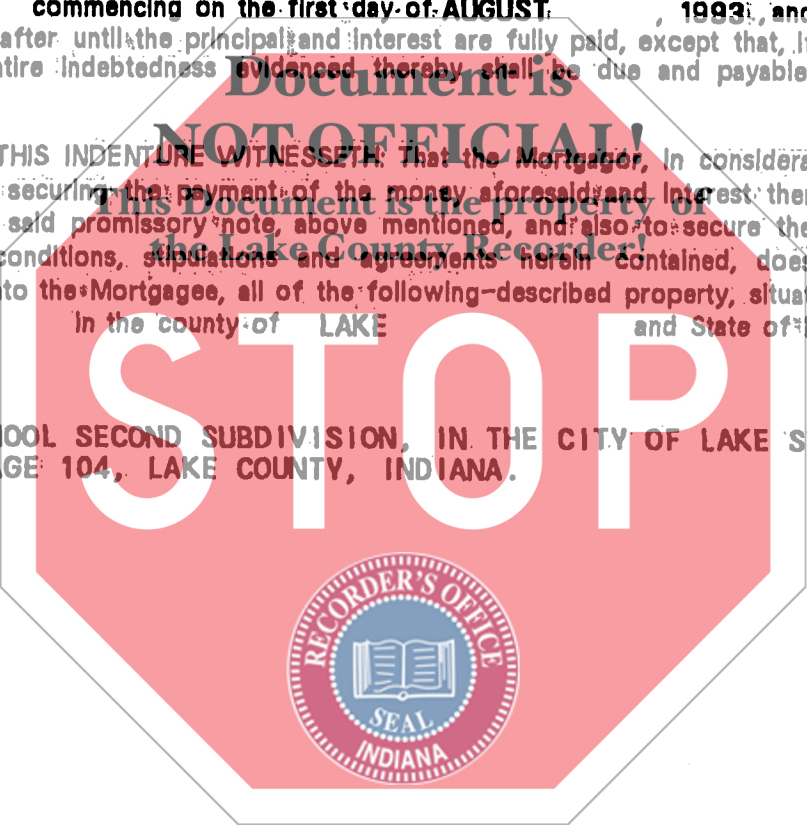 commencing on the first day of AUGUST, 1993, and
after until the principal and interest are fully paid, except that, if
tire indebtedness evidenced thereby shall be due and payable
Document is
NOT OFFICIAL!
THIS INDENTURE WITNESSETH: That the Mortgagor, in considera
securing the payment of the money aforesaid and interest ther
This Document is the property of
said promissory note, above mentioned, and also to secure the
the Lake County Recorder!
conditions, stipulations and agreements herein contained, does
to the Mortgagee, all of the following-described property, situa
in the county of LAKE and State of
STOP
OOL SECOND SUBDIVISION, IN THE CITY OF LAKE S
GE 104, LAKE COUNTY, INDIANA.
RECORDER'S OFFICE
SEAL
INDIANA